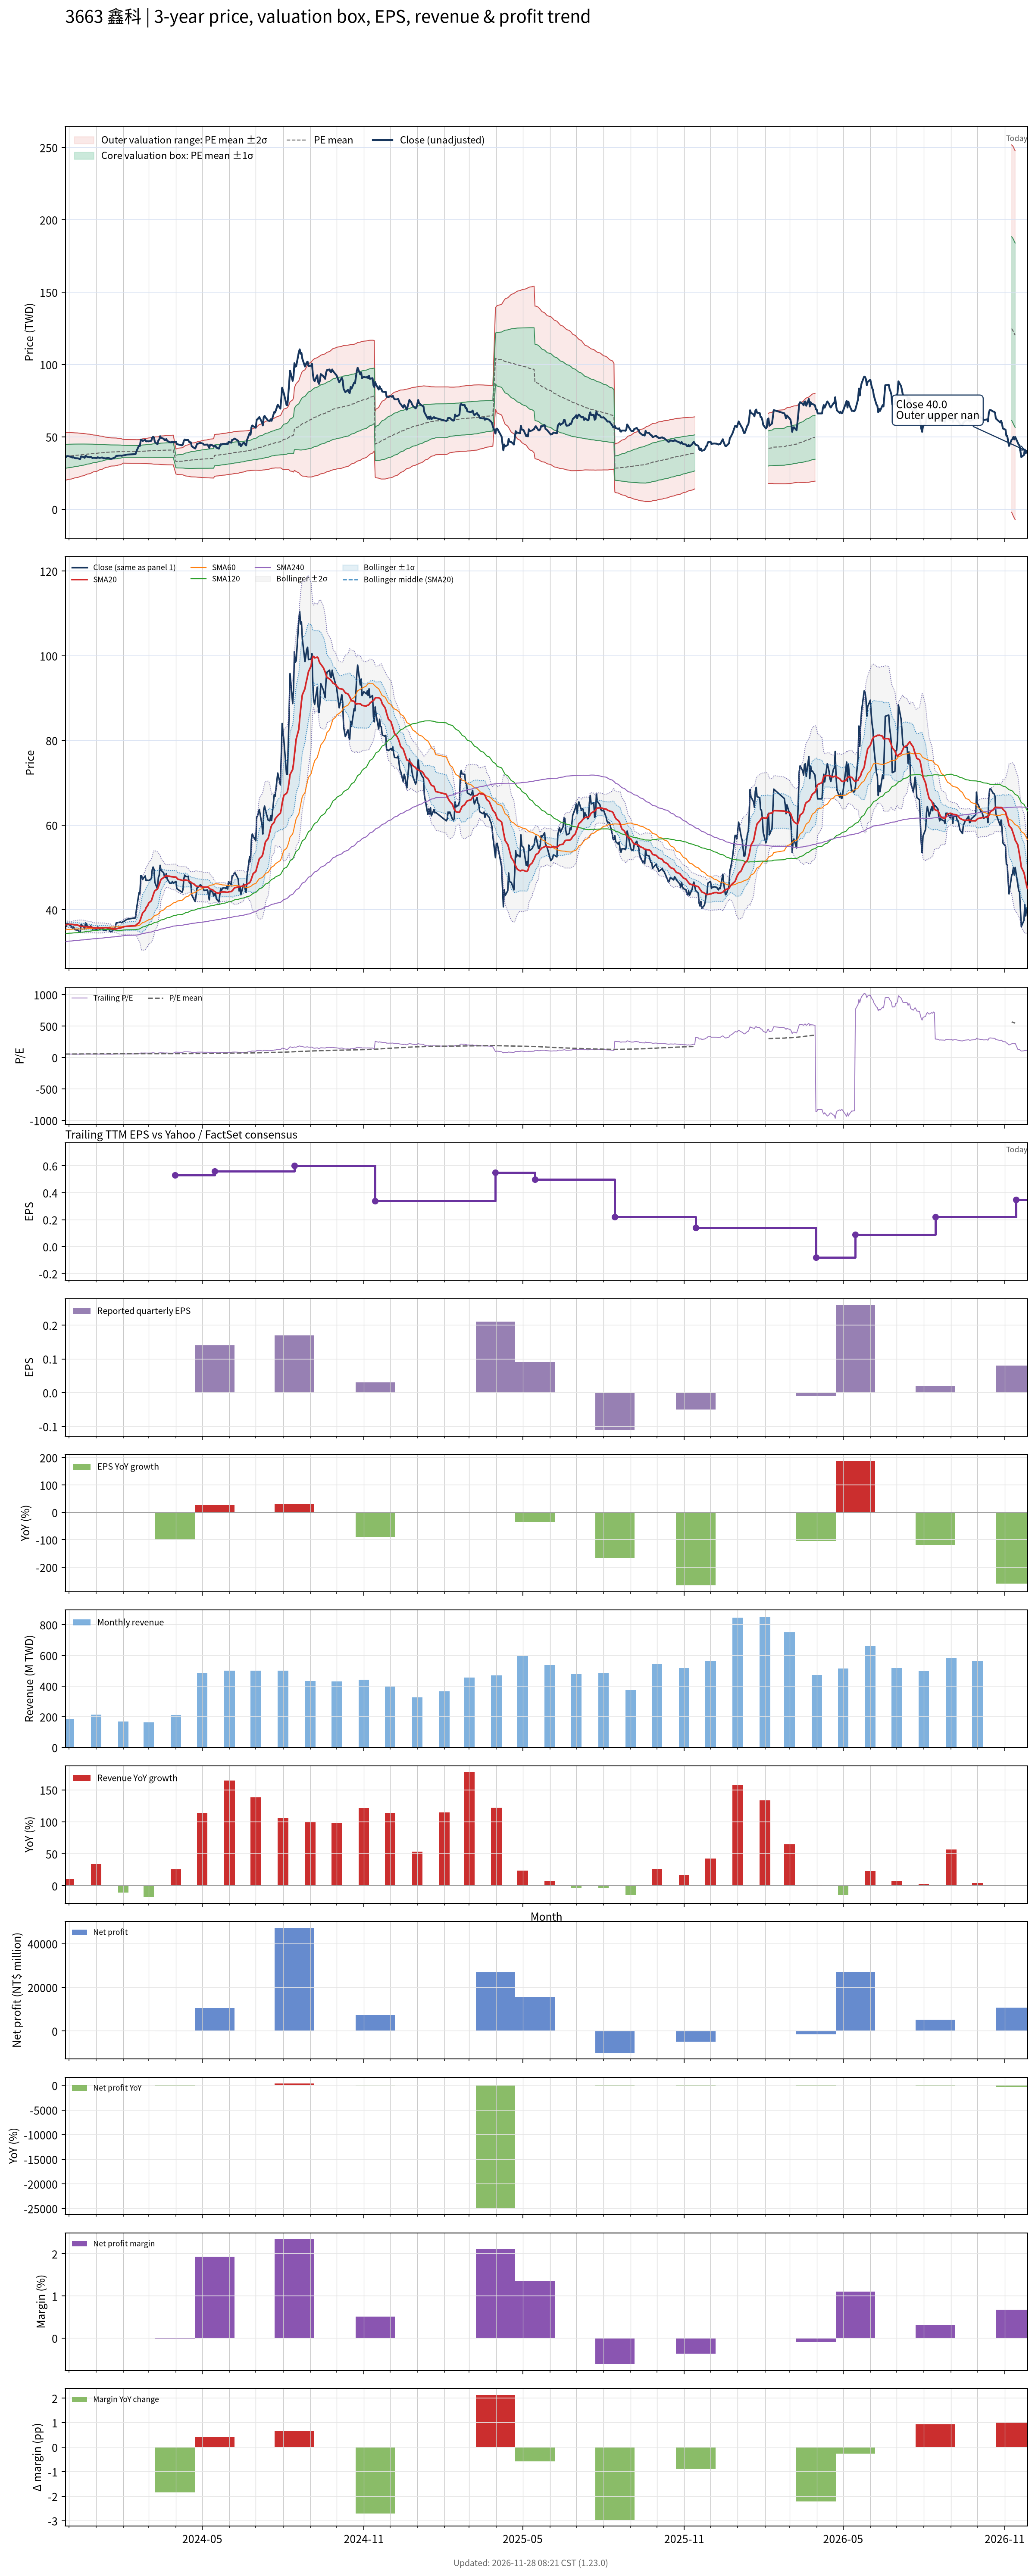 3663 鑫科 | 3-year price, valuation box, EPS, revenue & profit trend
Outer valuation range: PE mean ±2σ
Core valuation box: PE mean ±1σ
PE mean
Close (unadjusted)
Today
250
200
150
100
50
0
Price (TWD)
Close 40.0
Outer upper nan
Close (same as panel 1)
SMA20
SMA60
SMA120
SMA240
Bollinger ±2σ
Bollinger ±1σ
Bollinger middle (SMA20)
120
100
80
60
40
Price
Trailing P/E
P/E mean
1000
500
0
-500
-1000
P/E
Trailing TTM EPS vs Yahoo / FactSet consensus
Today
0.6
0.4
0.2
0.0
-0.2
EPS
Reported quarterly EPS
0.2
0.1
0.0
-0.1
EPS
EPS YoY growth
200
100
0
-100
-200
YoY (%)
Monthly revenue
800
600
400
200
0
Revenue (M TWD)
Revenue YoY growth
150
100
50
0
YoY (%)
Month
Net profit
40000
20000
0
Net profit (NT$ million)
Net profit YoY
0
-5000
-10000
-15000
-20000
-25000
YoY (%)
Net profit margin
2
1
0
Margin (%)
Margin YoY change
2
1
0
-1
-2
-3
Δ margin (pp)
2024-05
2024-11
2025-05
2025-11
2026-05
2026-11
Updated: 2026-11-28 08:21 CST (1.23.0)